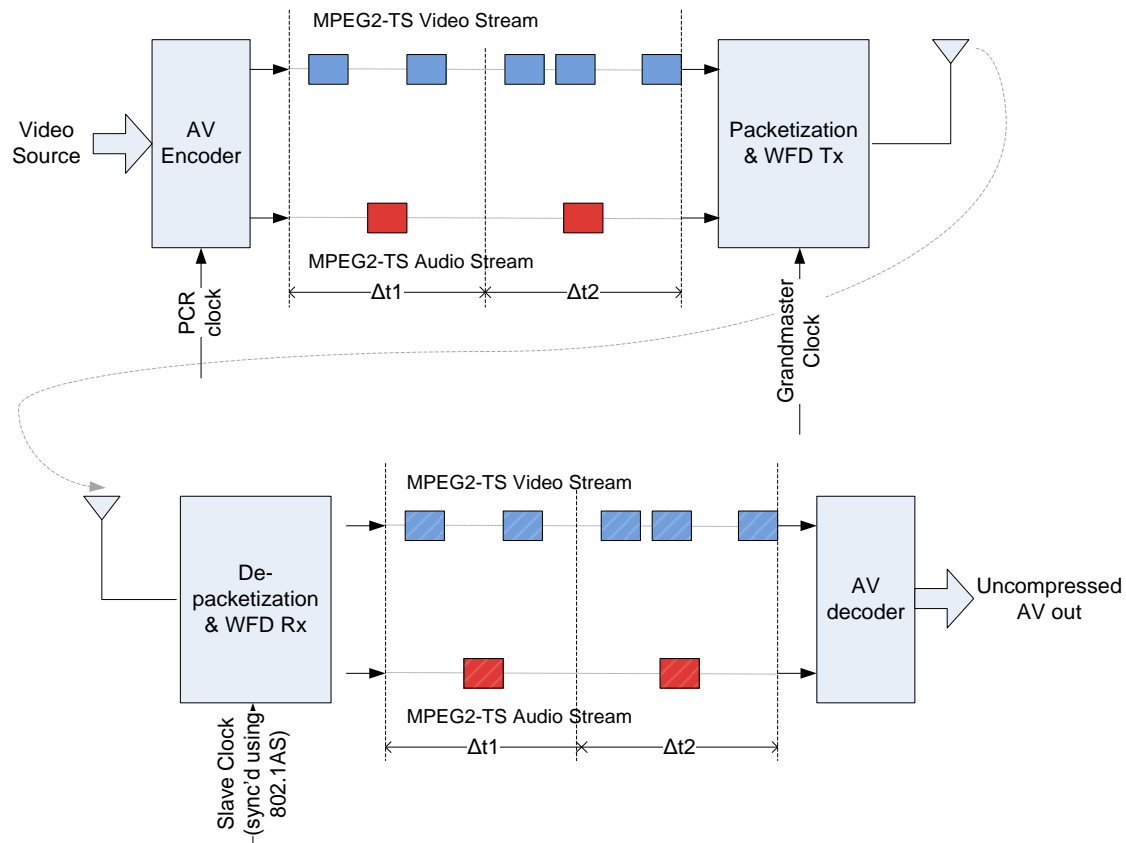 MPEG2-TS Video Stream
Video
Source
AV
Encoder
Packetization
& WFD Tx
MPEG2-TS Audio Stream
Δt1
Δt2
PCR
clock
Grandmaster
Clock
MPEG2-TS Video Stream
De-
packetization
& WFD Rx
AV
decoder
Uncompressed
AV out
MPEG2-TS Audio Stream
Δt1
Δt2
Slave Clock
(sync'd using
802.1AS)